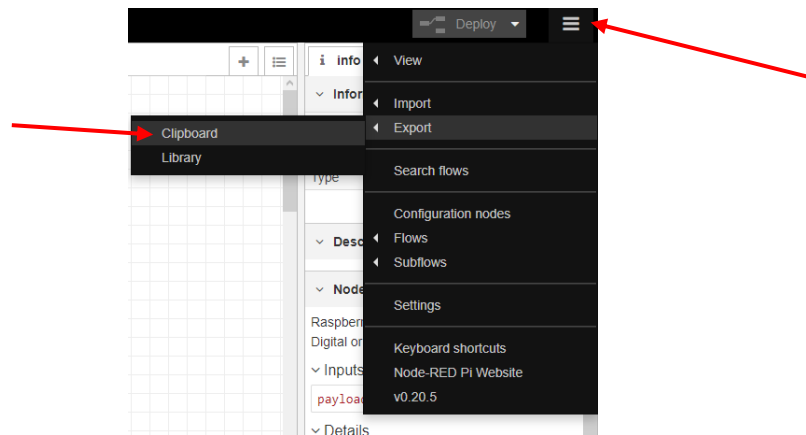 Deploy
+
i info
View
Infor
Import
Export
Clipboard
Library
Search flows
Type
Configuration nodes
Desc
Flows
Subflows
Node
Settings
Raspberr
Digital or
Inputs
Keyboard shortcuts
Node-RED Pi Website
payload
v0.20.5
Details